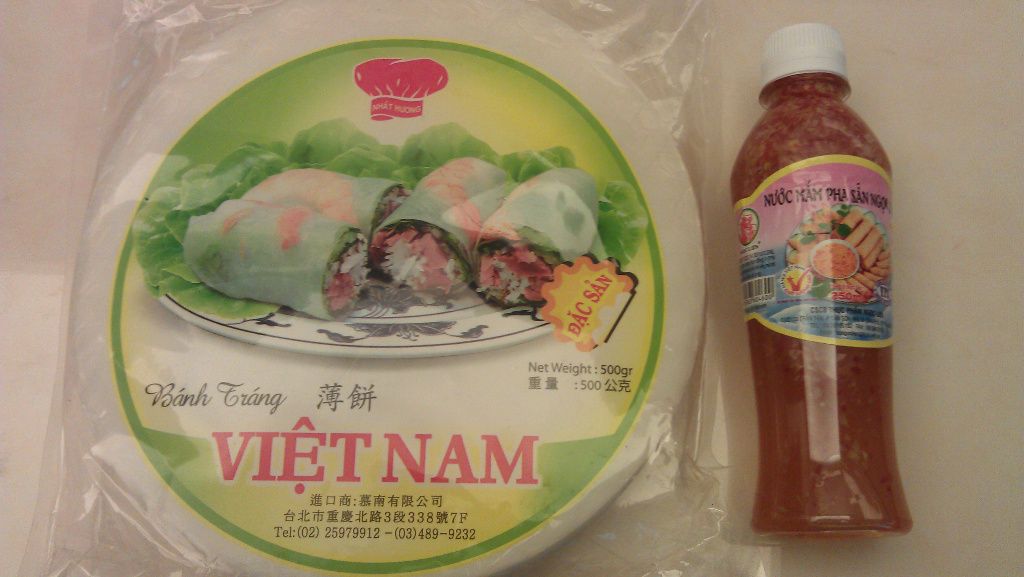 NHẤT HƯƠNG
ĐẶC SẢN
Net Weight : 500gr
重量 : 500 公克
Bánh Tráng 薄餅
VIỆT NAM
進口商:慕南有限公司
台北市重慶北路3段338號7F
Tel:(02) 25979912 -(03)489-9232
NƯỚC MẮM PHA SẴN NGỌ